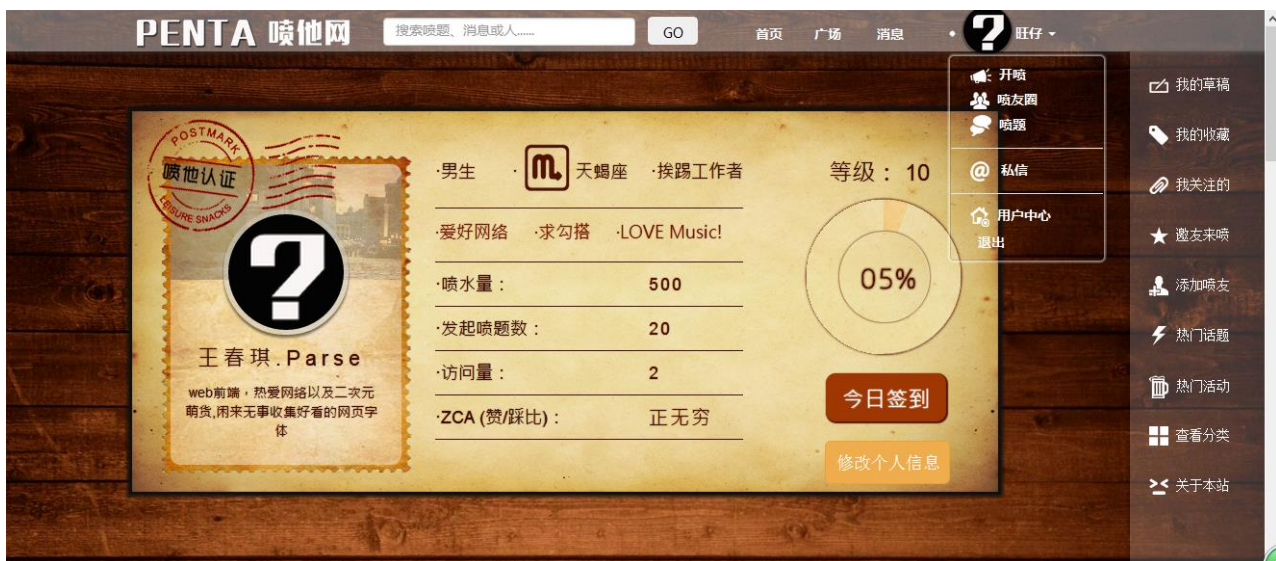 PENTA 喷他网
搜索喷题、消息或人......
GO
首页 广场 消息 旺仔
开喷
喷友圈
喷题
@ 私信
用户中心
退出
我的草稿
我的收藏
我关注的
邀友来喷
添加喷友
热门话题
热门活动
查看分类
关于本站
POSTMARK
喷他认证
LEISURE SNACKS
王春琪.Parse
web前端,热爱网络以及二次元
萌货,闲来无事收集好看的网页字
体
·男生 · 天蝎座 ·挨踢工作者
·爱好网络 ·求勾搭 ·LOVE Music!
·喷水量: 500
·发起喷题数: 20
·访问量: 2
·ZCA (赞/踩比): 正无穷
等级:10
05%
今日签到
修改个人信息